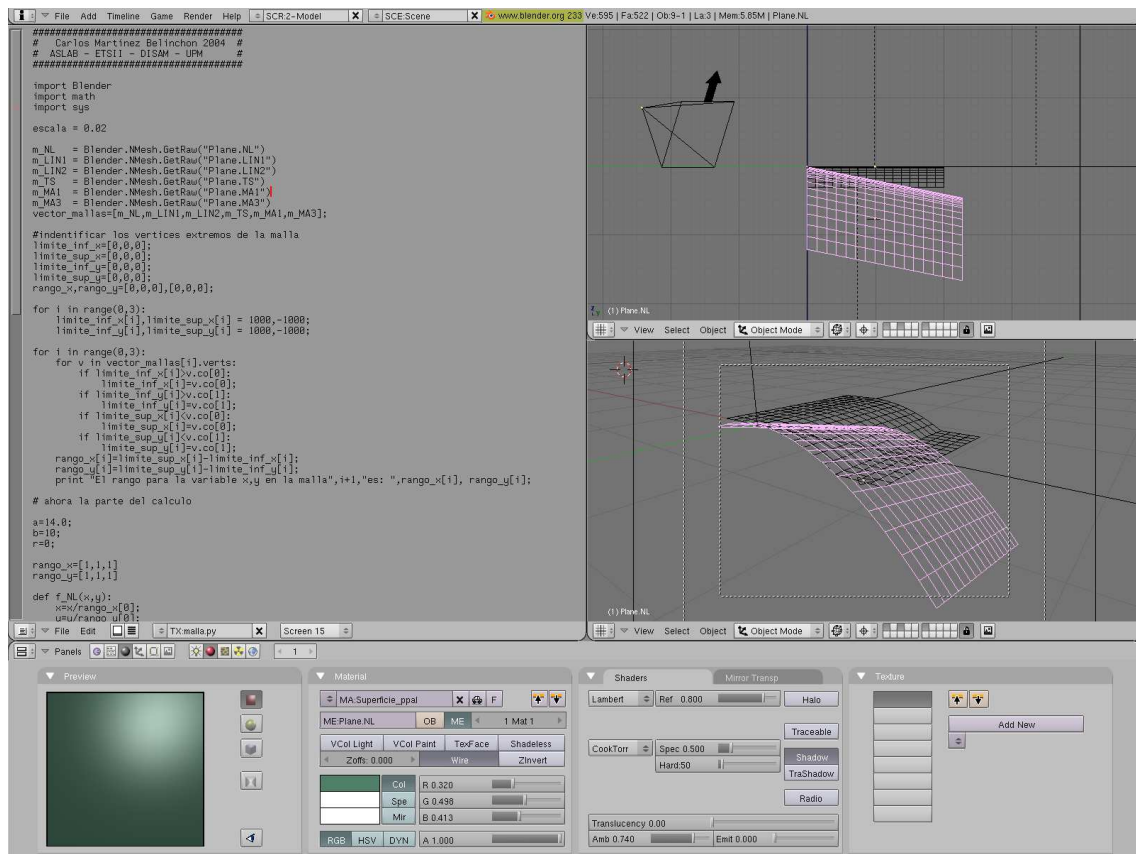 File Add Timeline Game Render Help SCR:2-Model X SCE:Scene X www.blender.org 233 Ve:595 | Fa:522 | Ob:9-1 | La:3 | Mem:5.85M | Plane.NL
#######################################
# Carlos Martinez Belinchon 2004 #
# ASLAB - ETSII - DISAM - UPM #
#######################################
import Blender
import math
import sys
escala = 0.02
m_NL = Blender.NMesh.GetRaw("Plane.NL")
m_LIN1 = Blender.NMesh.GetRaw("Plane.LIN1")
m_LIN2 = Blender.NMesh.GetRaw("Plane.LIN2")
m_TS = Blender.NMesh.GetRaw("Plane.TS")
m_MA1 = Blender.NMesh.GetRaw("Plane.MA1")
m_MA3 = Blender.NMesh.GetRaw("Plane.MA3")
vector_mallas=[m_NL,m_LIN1,m_LIN2,m_TS,m_MA1,m_MA3];
#indentificar los vertices extremos de la malla
limite_inf_x=[0,0,0];
limite_sup_x=[0,0,0];
limite_inf_y=[0,0,0];
limite_sup_y=[0,0,0];
rango_x,rango_y=[0,0,0],[0,0,0];
for i in range(0,3):
limite_inf_x[i],limite_sup_x[i] = 1000,-1000;
limite_inf_y[i],limite_sup_y[i] = 1000,-1000;
for i in range(0,3):
for v in vector_mallas[i].verts:
if limite_inf_x[i]>v.co[0]:
limite_inf_x[i]=v.co[0];
if limite_inf_y[i]>v.co[1]:
limite_inf_y[i]=v.co[1];
if limite_sup_x[i]<v.co[0]:
limite_sup_x[i]=v.co[0];
if limite_sup_y[i]<v.co[1]:
limite_sup_y[i]=v.co[1];
rango_x[i]=limite_sup_x[i]-limite_inf_x[i];
rango_y[i]=limite_sup_y[i]-limite_inf_y[i];
print "El rango para la variable x,y en la malla",i+1,"es: ",rango_x[i], rango_y[i];
# ahora la parte del calculo
a=14.0;
b=10;
r=0;
rango_x=[1,1,1]
rango_y=[1,1,1]
def f_NL(x,y):
x=x/rango_x[0];
y=y/rango_y[0];
File Edit TX:malla.py X Screen 15
(1) Plane.NL
View Select Object Object Mode
(1) Plane.NL
View Select Object Object Mode
Panels 1
Preview
Material
MA:Superficie_ppal X F
ME:Plane.NL OB ME 1 Mat 1
VCol Light VCol Paint TexFace Shadeless
Zoffs: 0.000 Wire ZInvert
Col R 0.320
Spe G 0.498
Mir B 0.413
RGB HSV DYN A 1.000
Shaders Mirror Transp
Lambert Ref 0.800 Halo
Traceable
CookTorr Spec 0.500 Shadow
Hard:50 TraShadow
Radio
Translucency 0.00
Amb 0.740 Emit 0.000
Texture
Add New